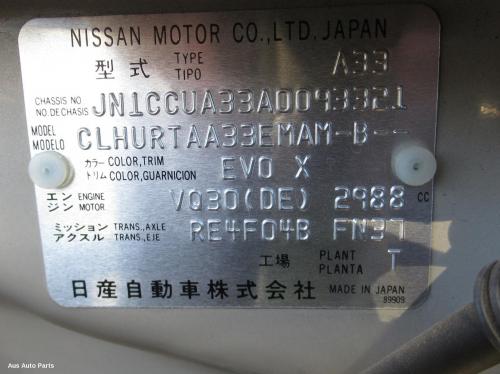 NISSAN MOTOR CO.,LTD.JAPAN
型式 TYPE TIPO A33
CHASSIS NO NO.DE CHASIS JN1CCUA33A0093321
MODEL MODELO CLHURTAA33EMAM-B--
カラー COLOR,TRIM EV0 X
トリム COLOR,GUARNICION
エンジン ENGINE MOTOR VQ30(DE) 2988 CC
ミッション TRANS.,AXLE RE4F04B FN37
アクスル TRANS.,EJE
工場 PLANT PLANTA T
日産自動車株式会社 MADE IN JAPAN
89909
Aus Auto Parts